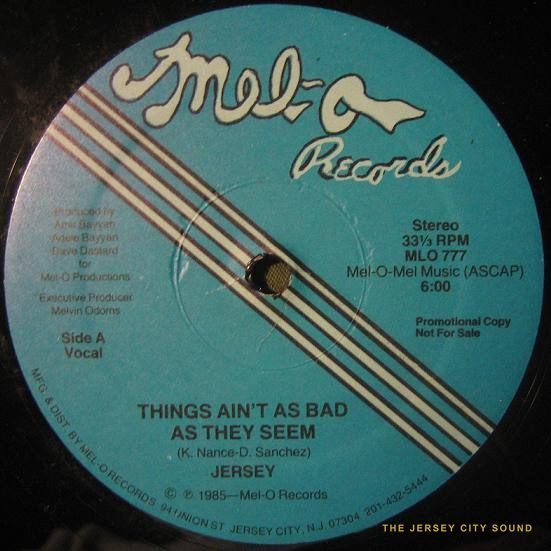 Mel-O
Records
Produced by
Amir Bayyan
Adele Bayyan
Dave Dastard
for
Mel-O Productions
Executive Producer
Melvin Odoms
Side A
Vocal
Stereo
33⅓ RPM
MLO 777
Mel-O-Mel Music (ASCAP)
6:00
Promotional Copy
Not For Sale
THINGS AIN'T AS BAD
AS THEY SEEM
(K. Nance-D. Sanchez)
JERSEY
© ℗ 1985—Mel-O Records
MFG. & DIST. BY MEL-O RECORDS 94 UNION ST JERSEY CITY, N.J. 07304 201-432-5444
THE JERSEY CITY SOUND